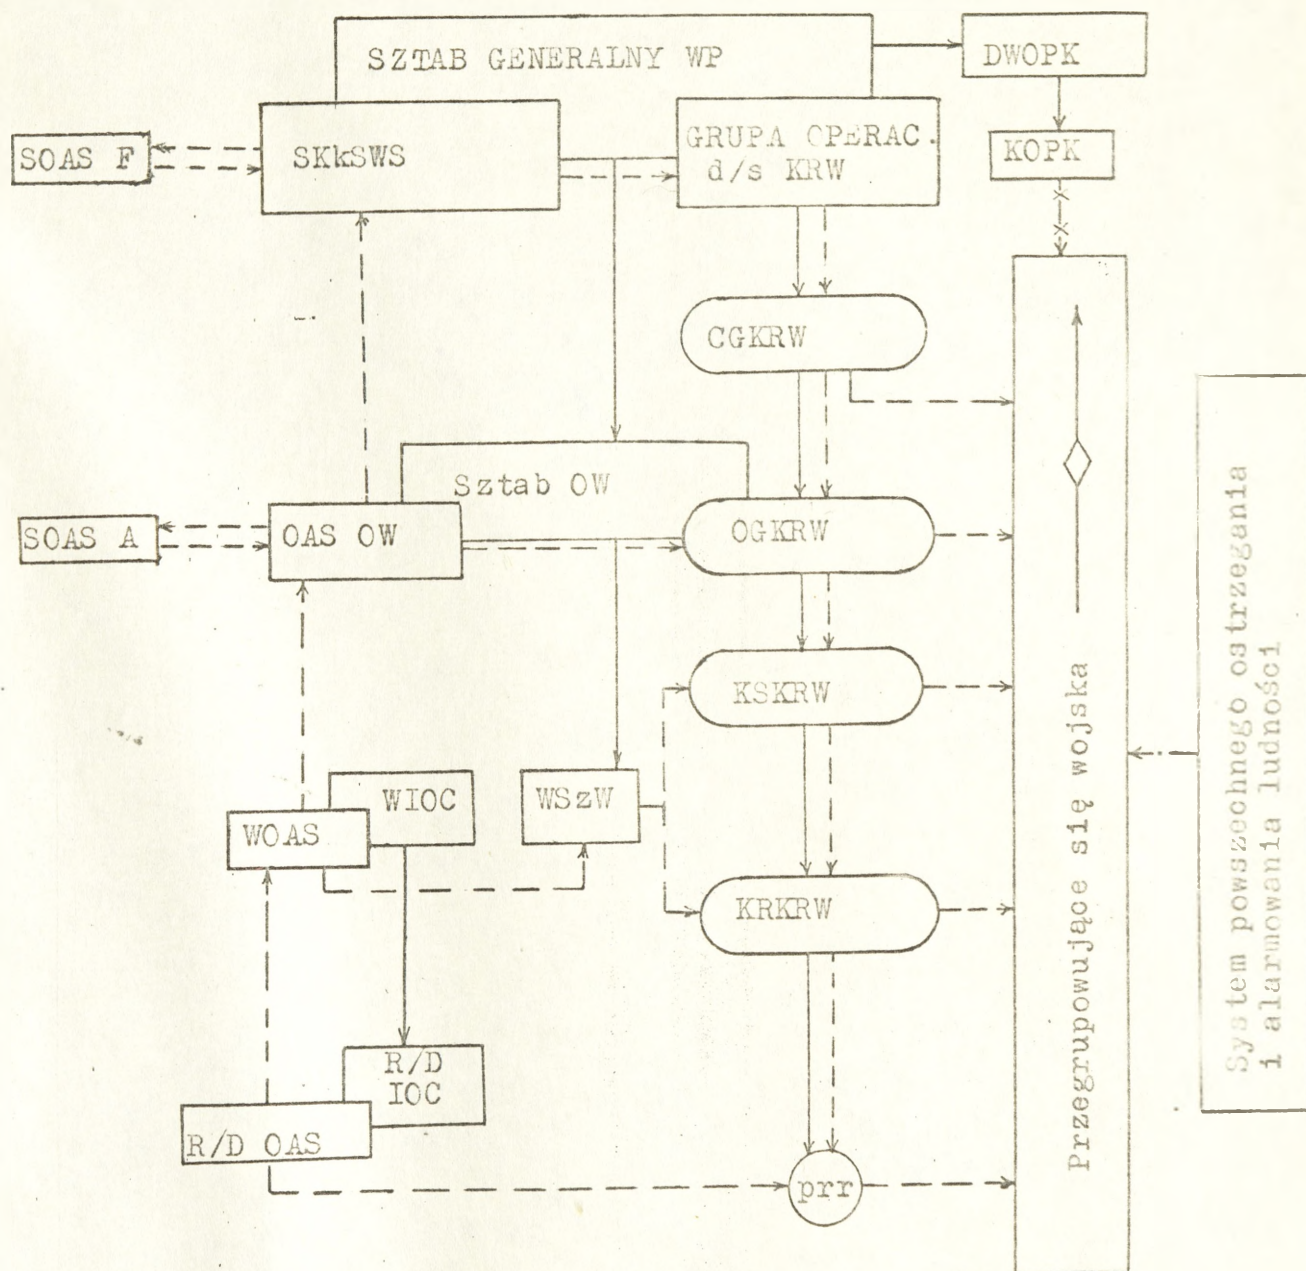 SZTAB GENERALNY WP
DWOPK
SOAS F
SKkSWS
GRUPA OPERAC.
d/s KRW
KOPK
CGKRW
Sztab OW
SOAS A
OAS OW
OGKRW
KSKRW
WIOC
WSzW
WOAS
KRKRW
R/D
IOC
R/D OAS
prr
Przegrupowujące się wojska
System powszechnego ostrzegania
i alarmowania ludności